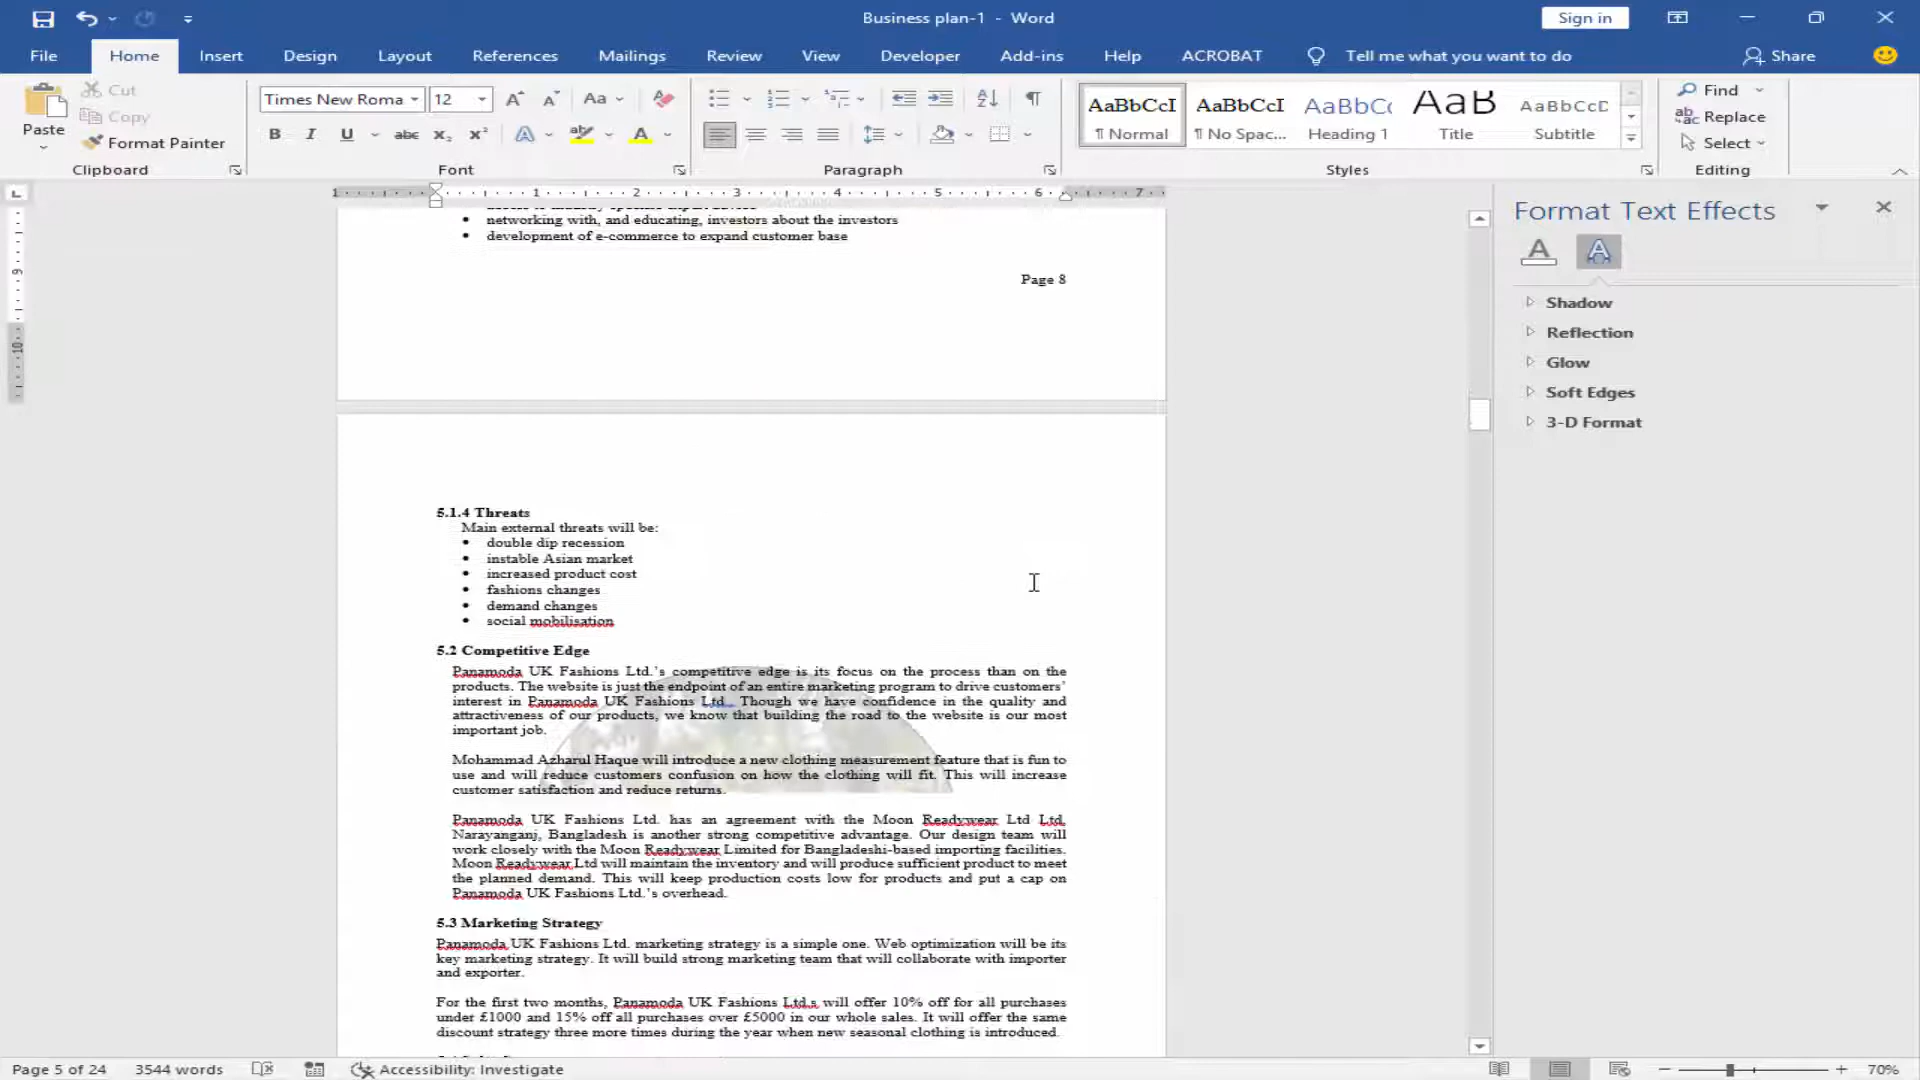 Business plan-1 - Word
Sign in
File Home Insert Design Layout References Mailings Review View Developer Add-ins Help ACROBAT Tell me what you want to do Share
Paste
Cut
Copy
Format Painter
Clipboard
Times New Roma 12
Font
Paragraph
AaBbCcI AaBbCcI AaBbC AaB AaBbCcD
¶ Normal ¶ No Spac... Heading 1 Title Subtitle
Styles
Find
Replace
Select
Editing
1 1 2 3 4 5 6 7
9
10
networking with, and educating, investors about the investors
development of e-commerce to expand customer base
Page 8
5.1.4 Threats
Main external threats will be:
double dip recession
instable Asian market
increased product cost
fashions changes
demand changes
social mobilisation
5.2 Competitive Edge
Panamoda UK Fashions Ltd.'s competitive edge is its focus on the process than on the
products. The website is just the endpoint of an entire marketing program to drive customers'
interest in Panamoda UK Fashions Ltd. Though we have confidence in the quality and
attractiveness of our products, we know that building the road to the website is our most
important job.
Mohammad Azharul Haque will introduce a new clothing measurement feature that is fun to
use and will reduce customers confusion on how the clothing will fit. This will increase
customer satisfaction and reduce returns.
Panamoda UK Fashions Ltd. has an agreement with the Moon Readywear Ltd Ltd.
Narayanganj, Bangladesh is another strong competitive advantage. Our design team will
work closely with the Moon Readywear Limited for Bangladeshi-based importing facilities.
Moon Readywear Ltd will maintain the inventory and will produce sufficient product to meet
the planned demand. This will keep production costs low for products and put a cap on
Panamoda UK Fashions Ltd.'s overhead.
5.3 Marketing Strategy
Panamoda UK Fashions Ltd. marketing strategy is a simple one. Web optimization will be its
key marketing strategy. It will build strong marketing team that will collaborate with importer
and exporter.
For the first two months, Panamoda UK Fashions Ltd.s will offer 10% off for all purchases
under £1000 and 15% off all purchases over £5000 in our whole sales. It will offer the same
discount strategy three more times during the year when new seasonal clothing is introduced.
Format Text Effects
Shadow
Reflection
Glow
Soft Edges
3-D Format
Page 5 of 24 3544 words Accessibility: Investigate 70%